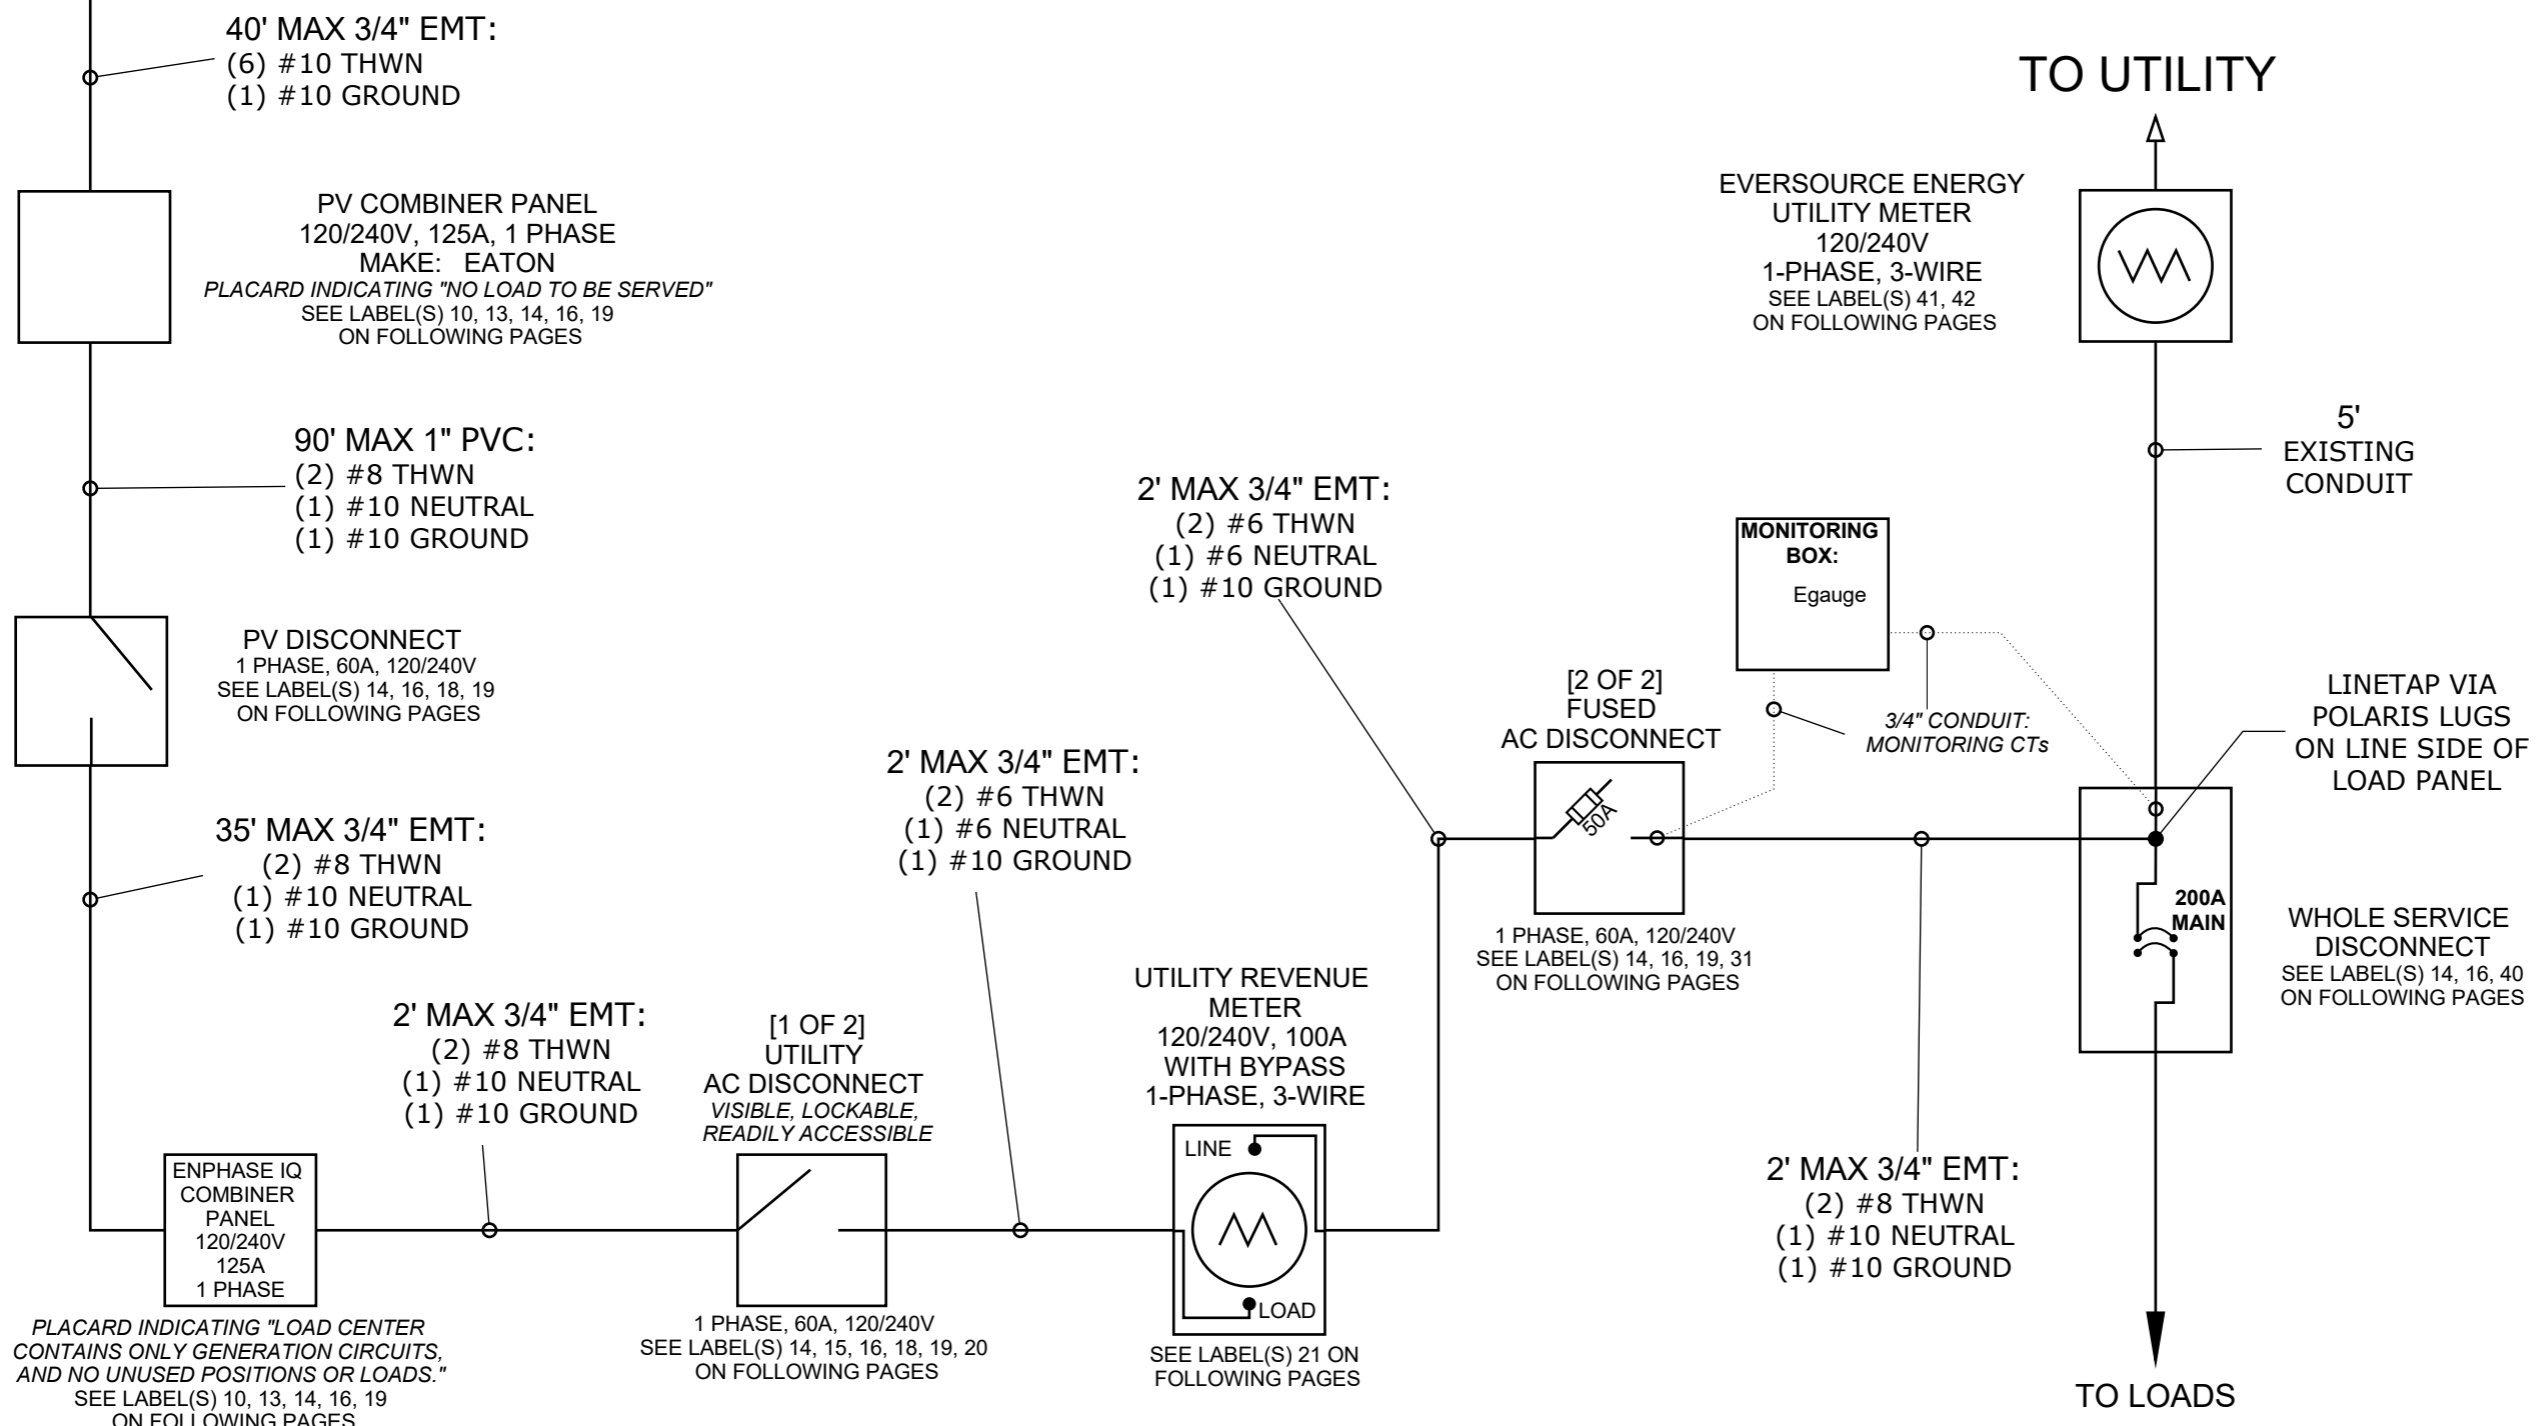 40' MAX 3/4" EMT:
(6) #10 THWN
(1) #10 GROUND
TO UTILITY
PV COMBINER PANEL
120/240V, 125A, 1 PHASE
MAKE: EATON
PLACARD INDICATING "NO LOAD TO BE SERVED"
SEE LABEL(S) 10, 13, 14, 16, 19
ON FOLLOWING PAGES
EVERSOURCE ENERGY
UTILITY METER
120/240V
1-PHASE, 3-WIRE
SEE LABEL(S) 41, 42
ON FOLLOWING PAGES
5'
EXISTING
CONDUIT
90' MAX 1" PVC:
(2) #8 THWN
(1) #10 NEUTRAL
(1) #10 GROUND
2' MAX 3/4" EMT:
(2) #6 THWN
(1) #6 NEUTRAL
(1) #10 GROUND
MONITORING
BOX:
Egauge
PV DISCONNECT
1 PHASE, 60A, 120/240V
SEE LABEL(S) 14, 16, 18, 19
ON FOLLOWING PAGES
[2 OF 2]
FUSED
AC DISCONNECT
50A
1 PHASE, 60A, 120/240V
SEE LABEL(S) 14, 16, 19, 31
ON FOLLOWING PAGES
3/4" CONDUIT:
MONITORING CTs
LINETAP VIA
POLARIS LUGS
ON LINE SIDE OF
LOAD PANEL
35' MAX 3/4" EMT:
(2) #8 THWN
(1) #10 NEUTRAL
(1) #10 GROUND
2' MAX 3/4" EMT:
(2) #6 THWN
(1) #6 NEUTRAL
(1) #10 GROUND
200A
MAIN
WHOLE SERVICE
DISCONNECT
SEE LABEL(S) 14, 16, 40
ON FOLLOWING PAGES
2' MAX 3/4" EMT:
(2) #8 THWN
(1) #10 NEUTRAL
(1) #10 GROUND
[1 OF 2]
UTILITY
AC DISCONNECT
VISIBLE, LOCKABLE,
READILY ACCESSIBLE
1 PHASE, 60A, 120/240V
SEE LABEL(S) 14, 15, 16, 18, 19, 20
ON FOLLOWING PAGES
UTILITY REVENUE
METER
120/240V, 100A
WITH BYPASS
1-PHASE, 3-WIRE
LINE
LOAD
SEE LABEL(S) 21 ON
FOLLOWING PAGES
2' MAX 3/4" EMT:
(2) #8 THWN
(1) #10 NEUTRAL
(1) #10 GROUND
ENPHASE IQ
COMBINER
PANEL
120/240V
125A
1 PHASE
PLACARD INDICATING "LOAD CENTER
CONTAINS ONLY GENERATION CIRCUITS,
AND NO UNUSED POSITIONS OR LOADS."
SEE LABEL(S) 10, 13, 14, 16, 19
ON FOLLOWING PAGES
TO LOADS